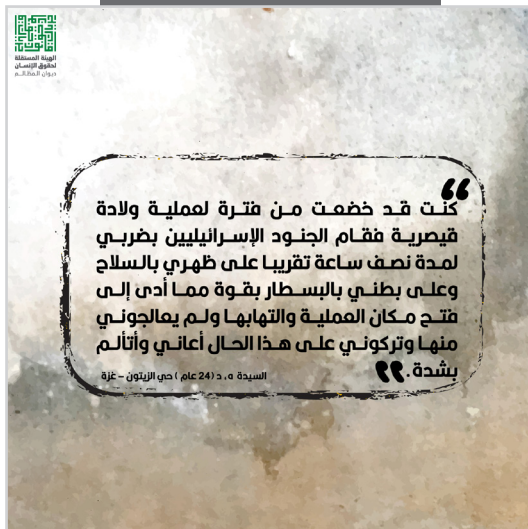 الهيئة المستقلة
لحقوق الإنسان
ديوان المظالم
“كنت قد خضعت من فترة لعملية ولادة
قيصرية فقام الجنود الإسرائيليين بضربي
لمدة نصف ساعة تقريبا على ظهري بالسلاح
وعلى بطني بالبسطار بقوة مما أدى إلى
فتح مكان العملية والتهابها ولم يعالجوني
منها وتركوني على هذا الحال أعاني وأتألم
بشدة.”
السيدة ه، د (24 عام ) حي الزيتون – غزة